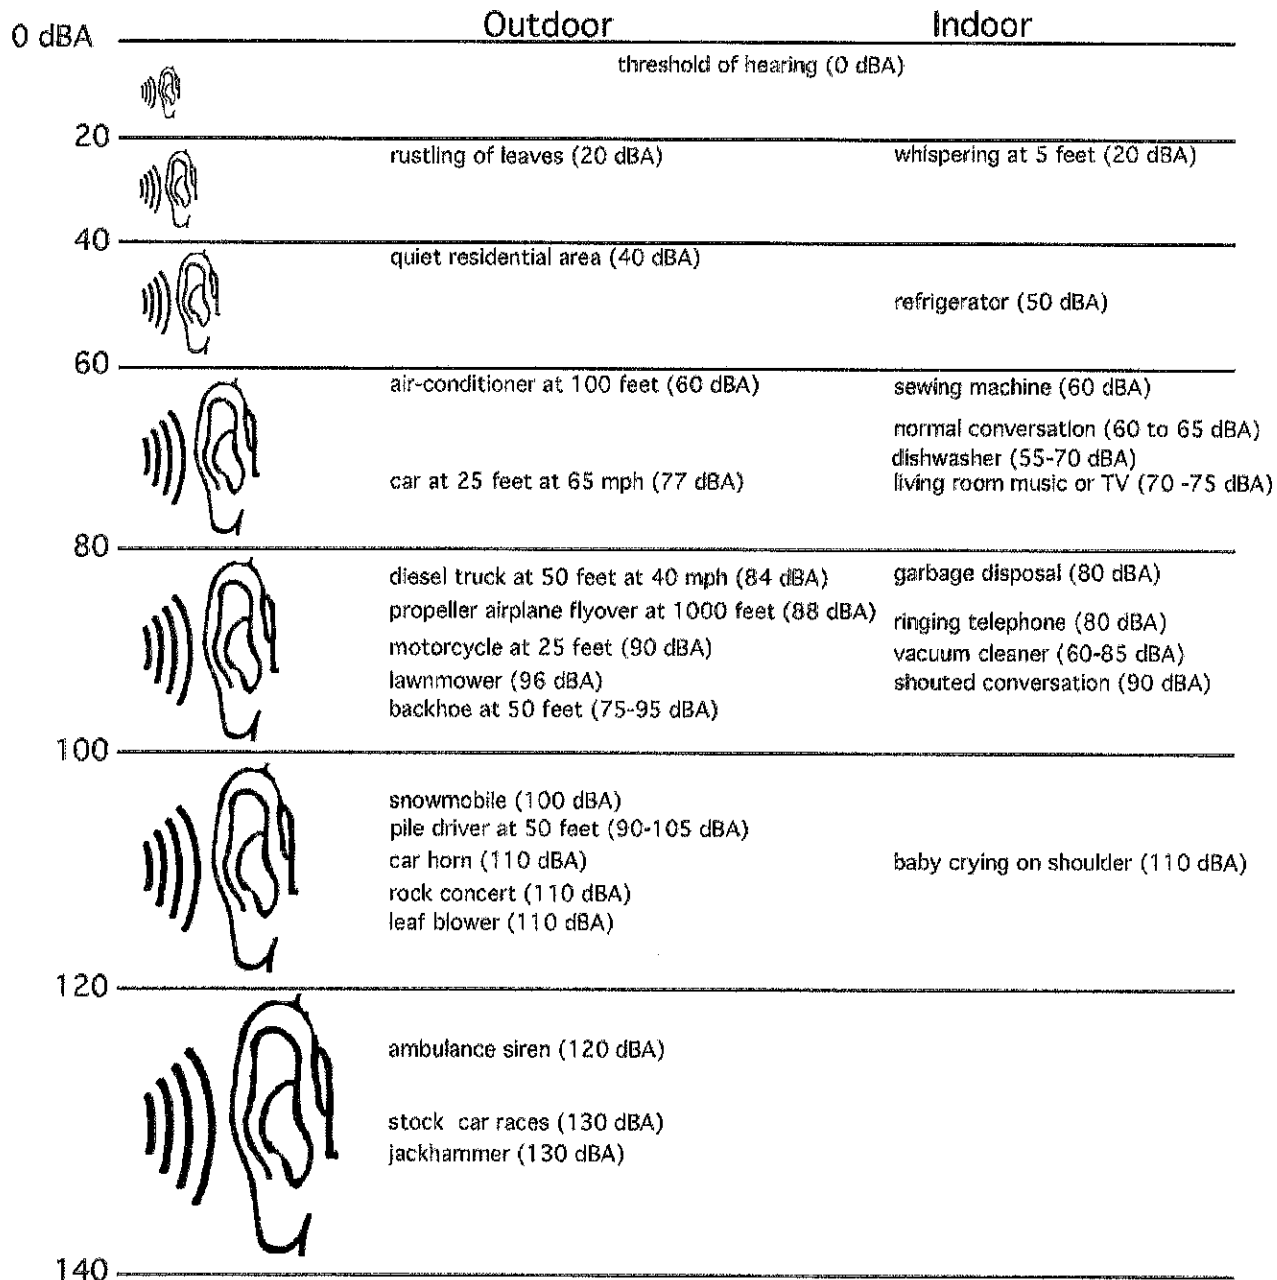 Outdoor Indoor
0 dBA
threshold of hearing (0 dBA)
20
rustling of leaves (20 dBA) whispering at 5 feet (20 dBA)
40
quiet residential area (40 dBA)
refrigerator (50 dBA)
60
air-conditioner at 100 feet (60 dBA) sewing machine (60 dBA)
normal conversation (60 to 65 dBA)
dishwasher (55-70 dBA)
car at 25 feet at 65 mph (77 dBA) living room music or TV (70 -75 dBA)
80
diesel truck at 50 feet at 40 mph (84 dBA) garbage disposal (80 dBA)
propeller airplane flyover at 1000 feet (88 dBA) ringing telephone (80 dBA)
motorcycle at 25 feet (90 dBA) vacuum cleaner (60-85 dBA)
lawnmower (96 dBA) shouted conversation (90 dBA)
backhoe at 50 feet (75-95 dBA)
100
snowmobile (100 dBA)
pile driver at 50 feet (90-105 dBA)
car horn (110 dBA) baby crying on shoulder (110 dBA)
rock concert (110 dBA)
leaf blower (110 dBA)
120
ambulance siren (120 dBA)
stock car races (130 dBA)
jackhammer (130 dBA)
140